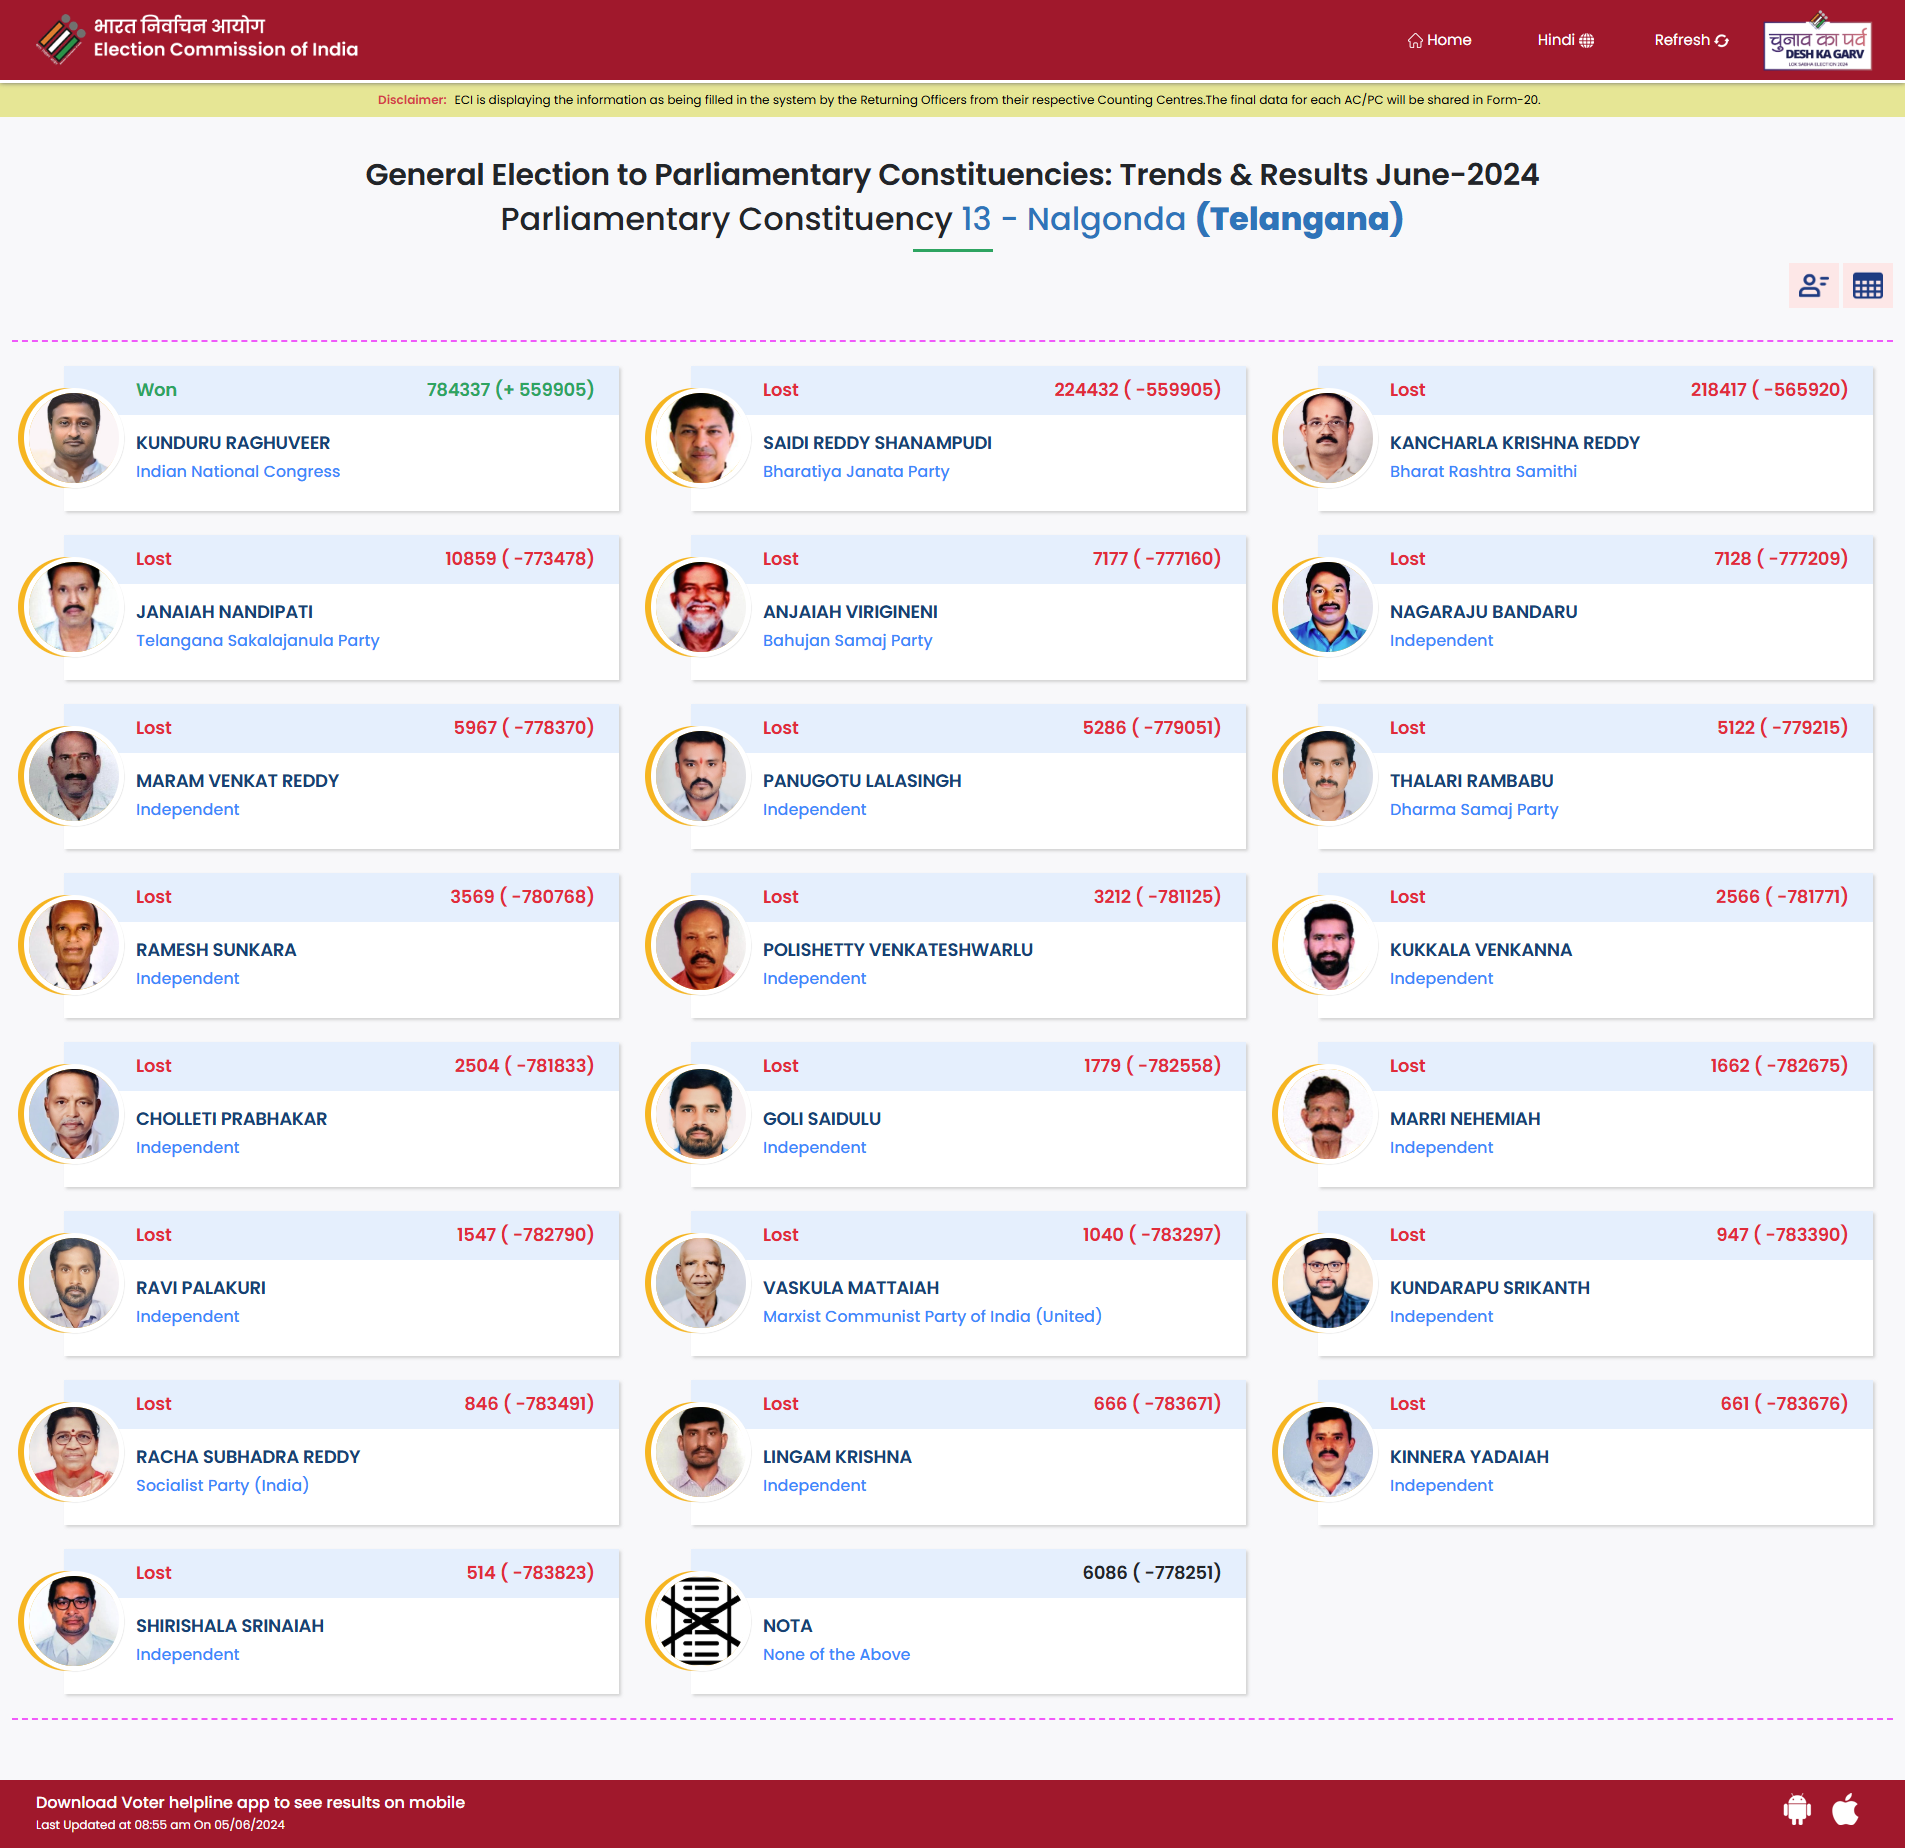 भारत निर्वाचन आयोग
Election Commission of India
Home
Hindi
Refresh
चुनाव का पर्व
DESH KA GARV
LOK SABHA ELECTION 2024
Disclaimer: ECI is displaying the information as being filled in the system by the Returning Officers from their respective Counting Centres.The final data for each AC/PC will be shared in Form-20.
General Election to Parliamentary Constituencies: Trends & Results June-2024
Parliamentary Constituency 13 - Nalgonda (Telangana)
Won 784337 (+ 559905)
KUNDURU RAGHUVEER
Indian National Congress
Lost 224432 ( -559905)
SAIDI REDDY SHANAMPUDI
Bharatiya Janata Party
Lost 218417 ( -565920)
KANCHARLA KRISHNA REDDY
Bharat Rashtra Samithi
Lost 10859 ( -773478)
JANAIAH NANDIPATI
Telangana Sakalajanula Party
Lost 7177 ( -777160)
ANJAIAH VIRIGINENI
Bahujan Samaj Party
Lost 7128 ( -777209)
NAGARAJU BANDARU
Independent
Lost 5967 ( -778370)
MARAM VENKAT REDDY
Independent
Lost 5286 ( -779051)
PANUGOTU LALASINGH
Independent
Lost 5122 ( -779215)
THALARI RAMBABU
Dharma Samaj Party
Lost 3569 ( -780768)
RAMESH SUNKARA
Independent
Lost 3212 ( -781125)
POLISHETTY VENKATESHWARLU
Independent
Lost 2566 ( -781771)
KUKKALA VENKANNA
Independent
Lost 2504 ( -781833)
CHOLLETI PRABHAKAR
Independent
Lost 1779 ( -782558)
GOLI SAIDULU
Independent
Lost 1662 ( -782675)
MARRI NEHEMIAH
Independent
Lost 1547 ( -782790)
RAVI PALAKURI
Independent
Lost 1040 ( -783297)
VASKULA MATTAIAH
Marxist Communist Party of India (United)
Lost 947 ( -783390)
KUNDARAPU SRIKANTH
Independent
Lost 846 ( -783491)
RACHA SUBHADRA REDDY
Socialist Party (India)
Lost 666 ( -783671)
LINGAM KRISHNA
Independent
Lost 661 ( -783676)
KINNERA YADAIAH
Independent
Lost 514 ( -783823)
SHIRISHALA SRINAIAH
Independent
6086 ( -778251)
NOTA
None of the Above
Download Voter helpline app to see results on mobile
Last Updated at 08:55 am On 05/06/2024